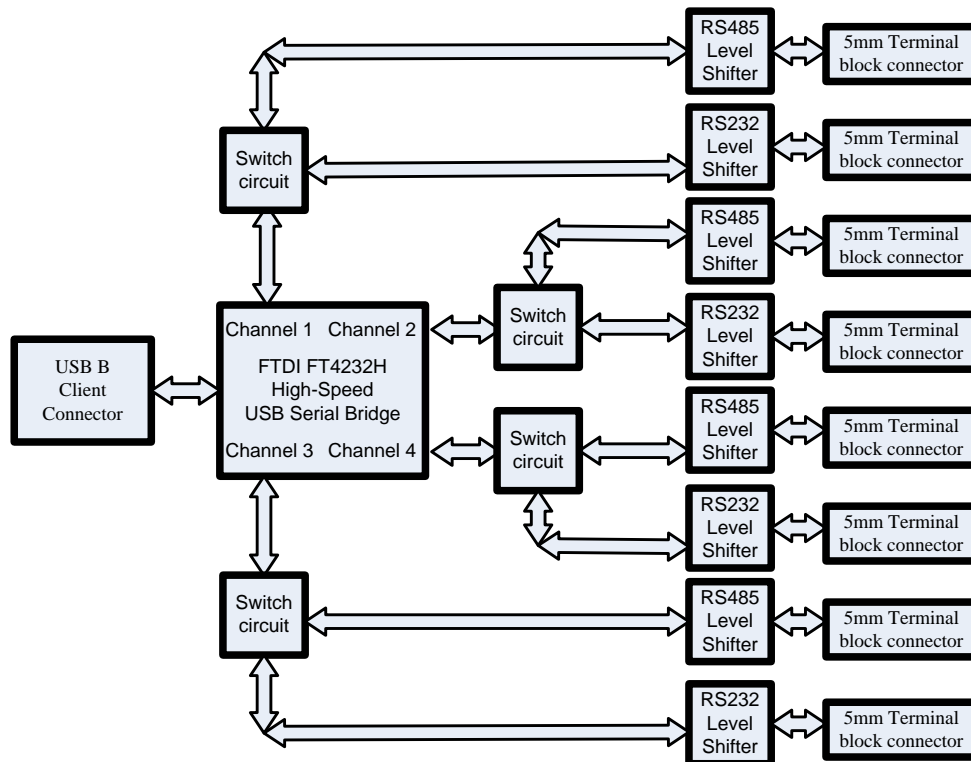 RS485
Level
Shifter
5mm Terminal
block connector
RS232
Level
Shifter
5mm Terminal
block connector
Switch
circuit
RS485
Level
Shifter
5mm Terminal
block connector
Switch
circuit
RS232
Level
Shifter
5mm Terminal
block connector
Channel 1 Channel 2
FTDI FT4232H
High-Speed
USB Serial Bridge
Channel 3 Channel 4
USB B
Client
Connector
RS485
Level
Shifter
5mm Terminal
block connector
Switch
circuit
RS232
Level
Shifter
5mm Terminal
block connector
Switch
circuit
RS485
Level
Shifter
5mm Terminal
block connector
RS232
Level
Shifter
5mm Terminal
block connector